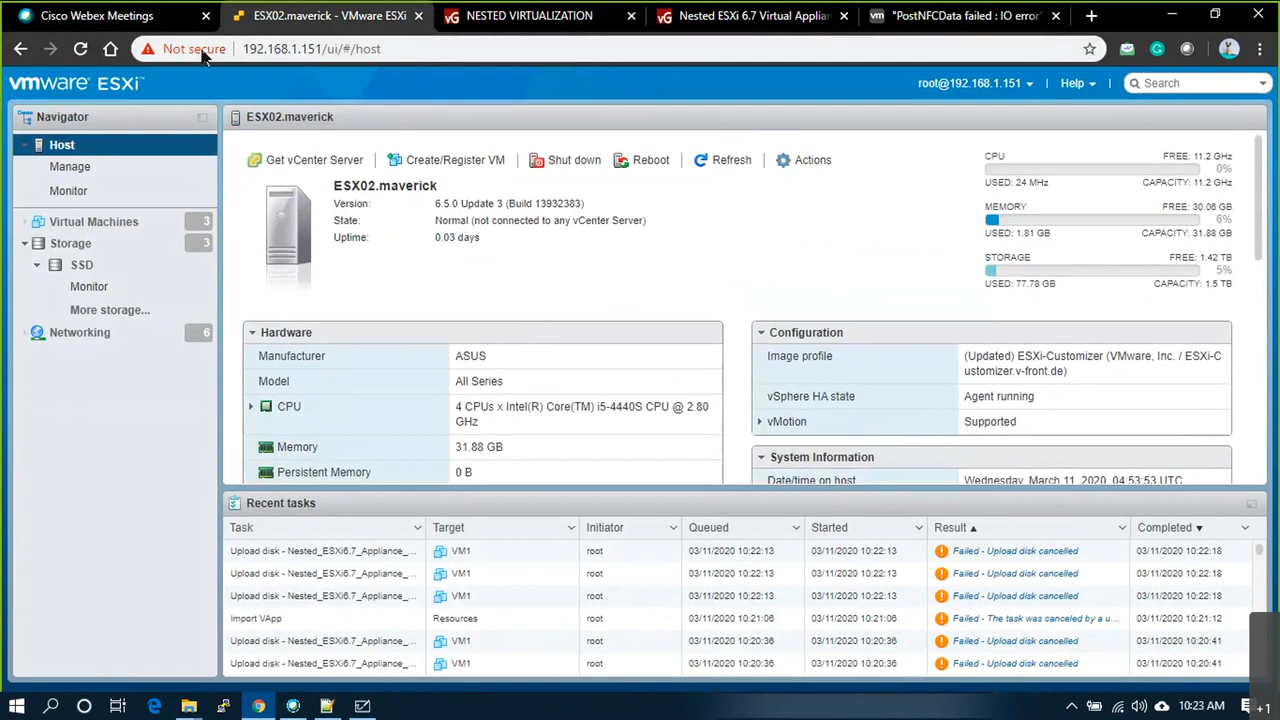 Cisco Webex Meetings
ESX02.maverick - VMware ESXi
NESTED VIRTUALIZATION
Nested ESXi 6.7 Virtual Applian
"PostNFCData failed : IO error"
Not secure
192.168.1.151/ui/#/host
vmware ESXi™
root@192.168.1.151
Help
Search
Navigator
ESX02.maverick
Host
Manage
Monitor
Virtual Machines 3
Storage 3
SSD
Monitor
More storage...
Networking 6
Get vCenter Server
Create/Register VM
Shut down
Reboot
Refresh
Actions
ESX02.maverick
Version: 6.5.0 Update 3 (Build 13932383)
State: Normal (not connected to any vCenter Server)
Uptime: 0.03 days
CPU FREE: 11.2 GHz
0%
USED: 24 MHz CAPACITY: 11.2 GHz
MEMORY FREE: 30.06 GB
6%
USED: 1.81 GB CAPACITY: 31.88 GB
STORAGE FREE: 1.42 TB
5%
USED: 77.78 GB CAPACITY: 1.5 TB
Hardware
Manufacturer ASUS
Model All Series
CPU 4 CPUs x Intel(R) Core(TM) i5-4440S CPU @ 2.80
GHz
Memory 31.88 GB
Persistent Memory 0 B
Configuration
Image profile (Updated) ESXi-Customizer (VMware, Inc. / ESXi-C
ustomizer.v-front.de)
vSphere HA state Agent running
vMotion Supported
System Information
Date/time on host Wednesday, March 11, 2020, 04:53:53 UTC
Recent tasks
Task Target Initiator Queued Started Result Completed
Upload disk - Nested_ESXi6.7_Appliance_... VM1 root 03/11/2020 10:22:13 03/11/2020 10:22:13 Failed - Upload disk cancelled 03/11/2020 10:22:18
Upload disk - Nested_ESXi6.7_Appliance_... VM1 root 03/11/2020 10:22:13 03/11/2020 10:22:13 Failed - Upload disk cancelled 03/11/2020 10:22:18
Upload disk - Nested_ESXi6.7_Appliance_... VM1 root 03/11/2020 10:22:13 03/11/2020 10:22:13 Failed - Upload disk cancelled 03/11/2020 10:22:18
Import VApp Resources root 03/11/2020 10:21:06 03/11/2020 10:21:06 Failed - The task was canceled by a u... 03/11/2020 10:21:12
Upload disk - Nested_ESXi6.7_Appliance_... VM1 root 03/11/2020 10:20:36 03/11/2020 10:20:36 Failed - Upload disk cancelled 03/11/2020 10:20:41
Upload disk - Nested_ESXi6.7_Appliance_... VM1 root 03/11/2020 10:20:36 03/11/2020 10:20:36 Failed - Upload disk cancelled 03/11/2020 10:20:41
10:23 AM
+1